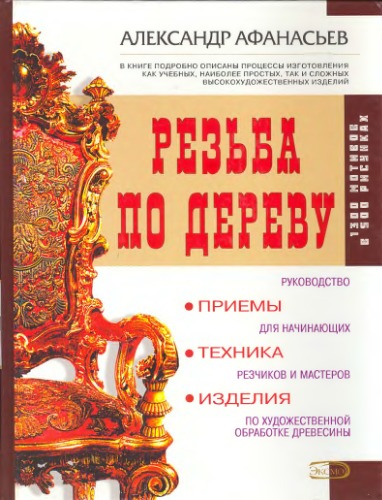 АЛЕКСАНДР АФАНАСЬЕВ
В КНИГЕ ПОДРОБНО ОПИСАНЫ ПРОЦЕССЫ ИЗГОТОВЛЕНИЯ
КАК УЧЕБНЫХ, НАИБОЛЕЕ ПРОСТЫХ, ТАК И СЛОЖНЫХ
ВЫСОКОХУДОЖЕСТВЕННЫХ ИЗДЕЛИЙ
РЕЗЬБА
ПО ДЕРЕВУ
1300 МОТИВОВ
В 500 РИСУНКАХ
РУКОВОДСТВО
• ПРИЕМЫ
ДЛЯ НАЧИНАЮЩИХ
• ТЕХНИКА
РЕЗЧИКОВ И МАСТЕРОВ
• ИЗДЕЛИЯ
ПО ХУДОЖЕСТВЕННОЙ
ОБРАБОТКЕ ДРЕВЕСИНЫ
ЭКСМО